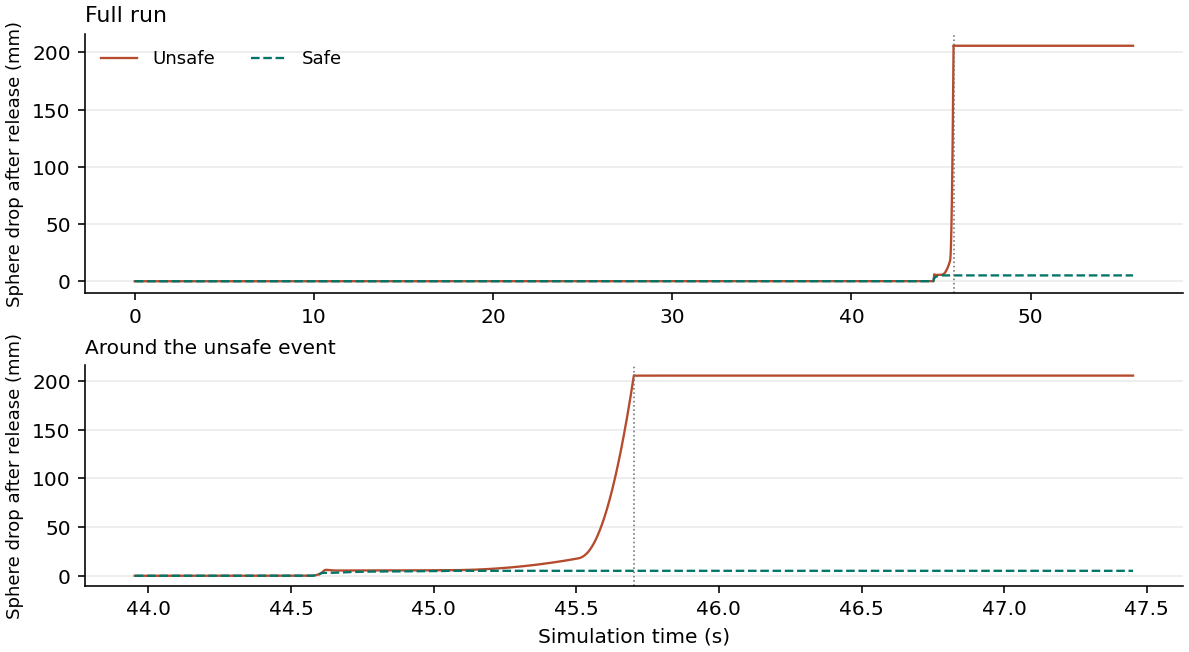 Full run
Sphere drop after release (mm)
200
150
100
50
0
Unsafe
Safe
0 10 20 30 40 50
Around the unsafe event
Sphere drop after release (mm)
200
150
100
50
0
44.0 44.5 45.0 45.5 46.0 46.5 47.0 47.5
Simulation time (s)